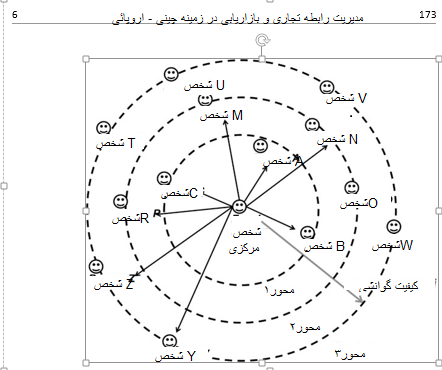 6 مدیریت رابطه تجاری و بازاریابی در زمینه چینی - اروپائی 173
شخص U
شخص V
شخص M
شخص T
شخص N
شخص A
شخص C
شخص O
شخص R
شخص مرکزی
شخص B
شخص W
شخص Z
کیفیت گوانشی
محور۱
محور۲
شخص Y
محور۳